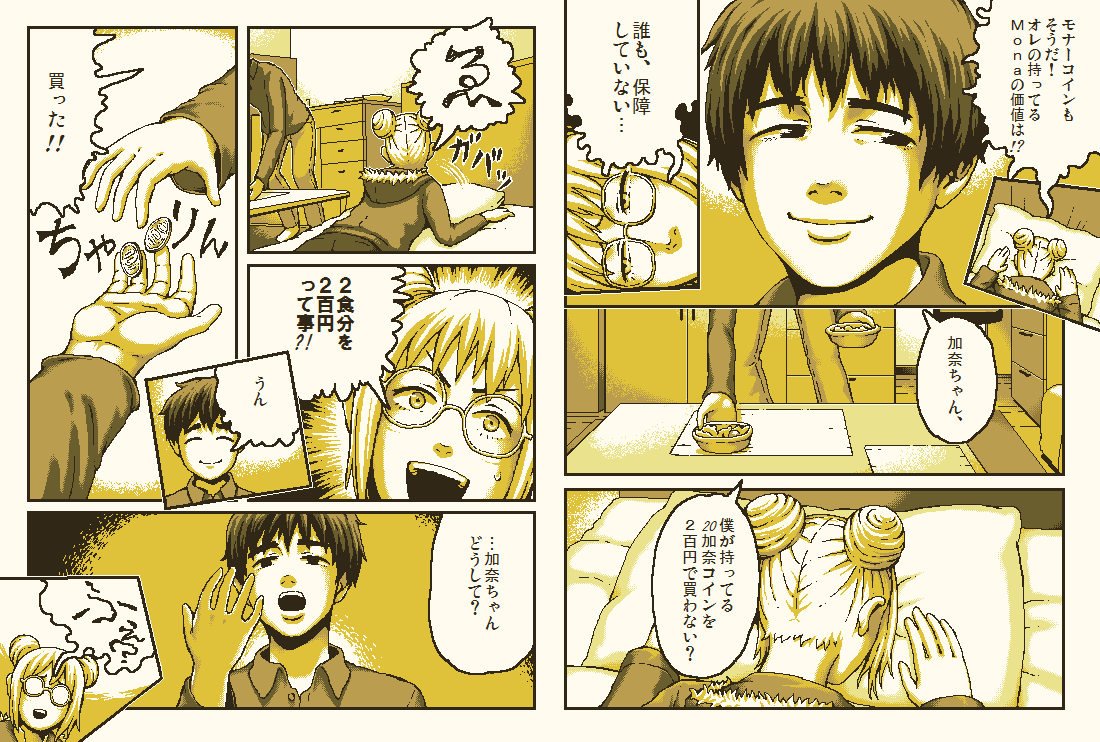 モナーコインも
そうだ！
オレの持ってる
Ｍｏｎａの価値は!?
誰も、保障
していない…
加奈ちゃん、
僕が持ってる
20加奈コインを
２百円で買わない？
ゑ
ガバッ
２食分を
２百円
って事?!
うん
買った!!
ちゃりん
…加奈ちゃん
どうして？